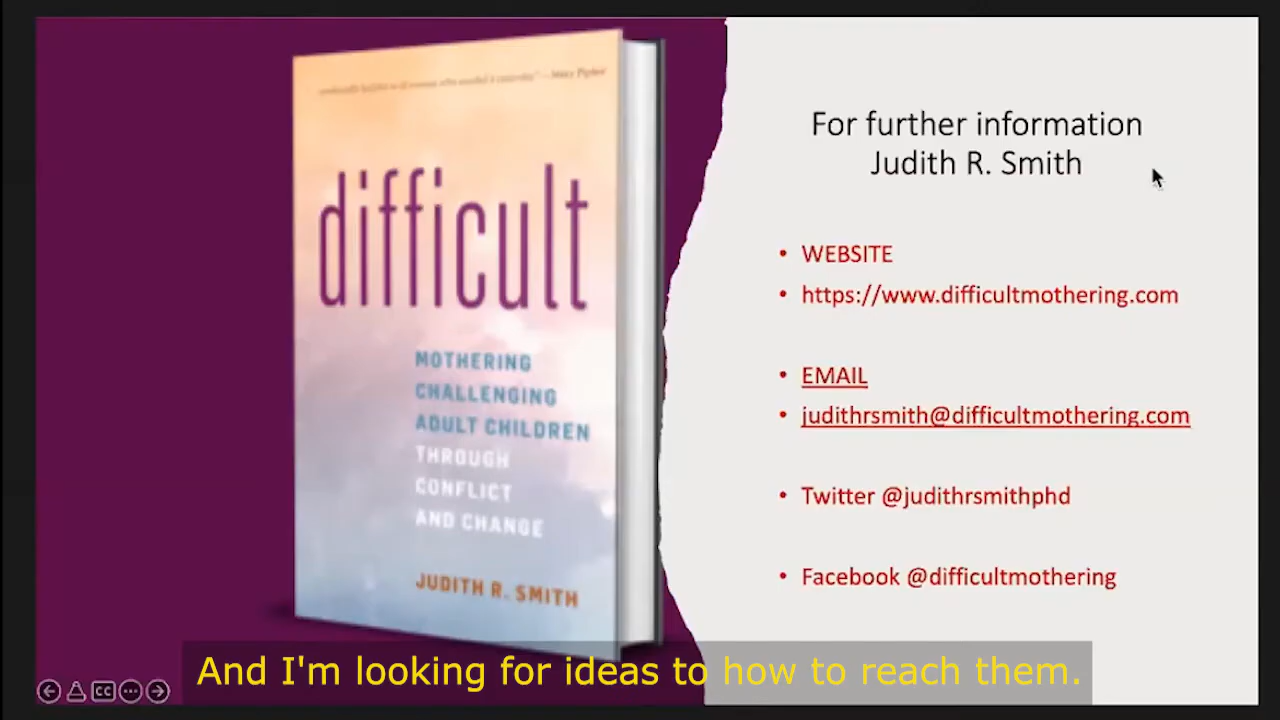 difficult
MOTHERING
CHALLENGING
ADULT CHILDREN
THROUGH
CONFLICT
AND CHANGE
JUDITH R. SMITH
For further information
Judith R. Smith
• WEBSITE
• https://www.difficultmothering.com
• EMAIL
• judithrsmith@difficultmothering.com
• Twitter @judithrsmithphd
• Facebook @difficultmothering
CC
And I'm looking for ideas to how to reach them.